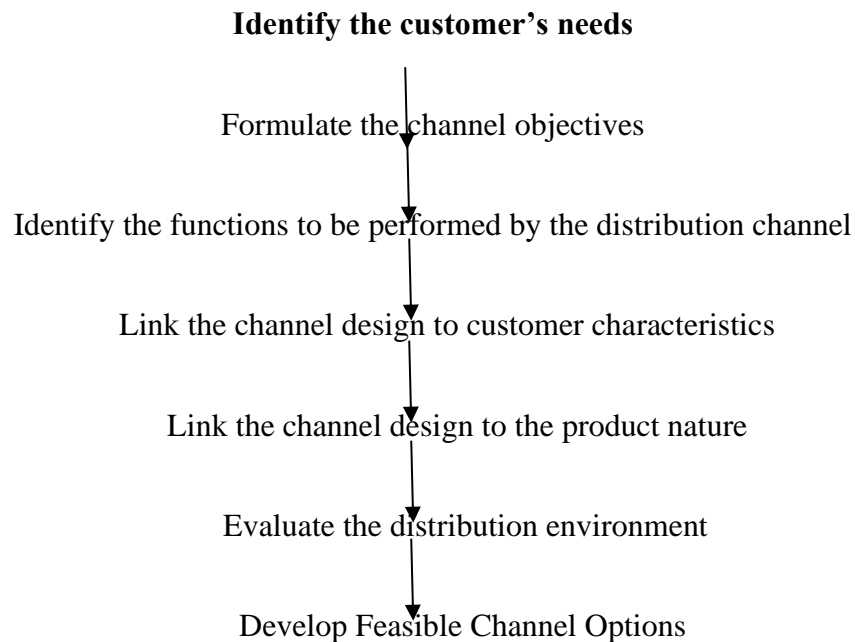 Identify the customer’s needs
Formulate the channel objectives
Identify the functions to be performed by the distribution channel
Link the channel design to customer characteristics
Link the channel design to the product nature
Evaluate the distribution environment
Develop Feasible Channel Options